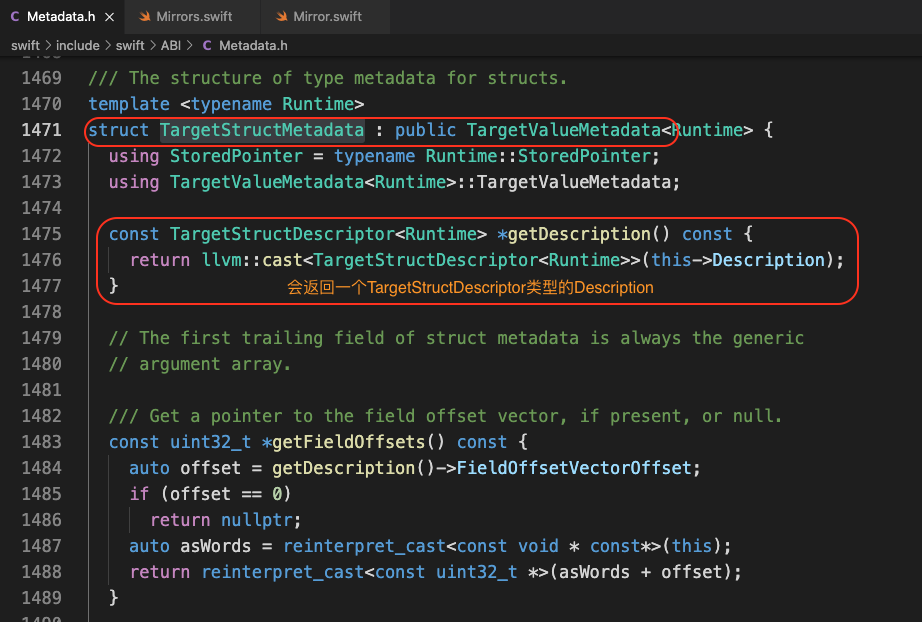 Metadata.h × Mirrors.swift Mirror.swift
swift > include > swift > ABI > C Metadata.h
1469 /// The structure of type metadata for structs.
1470 template <typename Runtime>
1471 struct TargetStructMetadata : public TargetValueMetadata<Runtime> {
1472 using StoredPointer = typename Runtime::StoredPointer;
1473 using TargetValueMetadata<Runtime>::TargetValueMetadata;
1474
1475 const TargetStructDescriptor<Runtime> *getDescription() const {
1476 return llvm::cast<TargetStructDescriptor<Runtime>>(this->Description);
1477 }
会返回一个TargetStructDescriptor类型的Description
1478
1479 // The first trailing field of struct metadata is always the generic
1480 // argument array.
1481
1482 /// Get a pointer to the field offset vector, if present, or null.
1483 const uint32_t *getFieldOffsets() const {
1484 auto offset = getDescription()->FieldOffsetVectorOffset;
1485 if (offset == 0)
1486 return nullptr;
1487 auto asWords = reinterpret_cast<const void * const*>(this);
1488 return reinterpret_cast<const uint32_t *>(asWords + offset);
1489 }